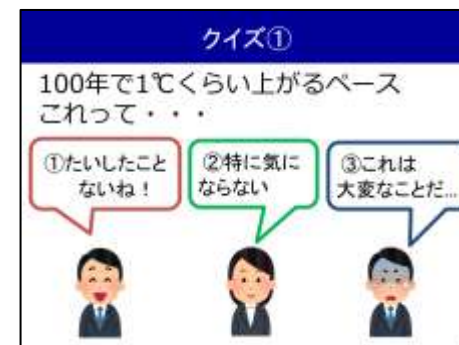 クイズ①
100年で1℃くらい上がるペース
これって・・・
①たいしたこと
ないね！
②特に気に
ならない
③これは
大変なことだ…